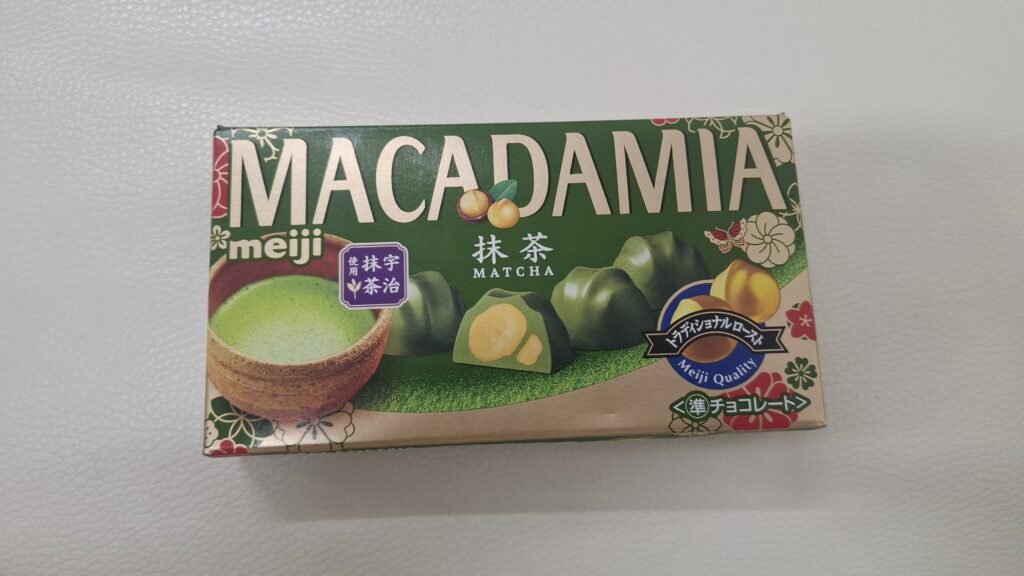 MACADAMIA
meiji
抹茶
MATCHA
宇治
抹茶
使用
トラディショナルロースト
Meiji Quality
<準チョコレート>